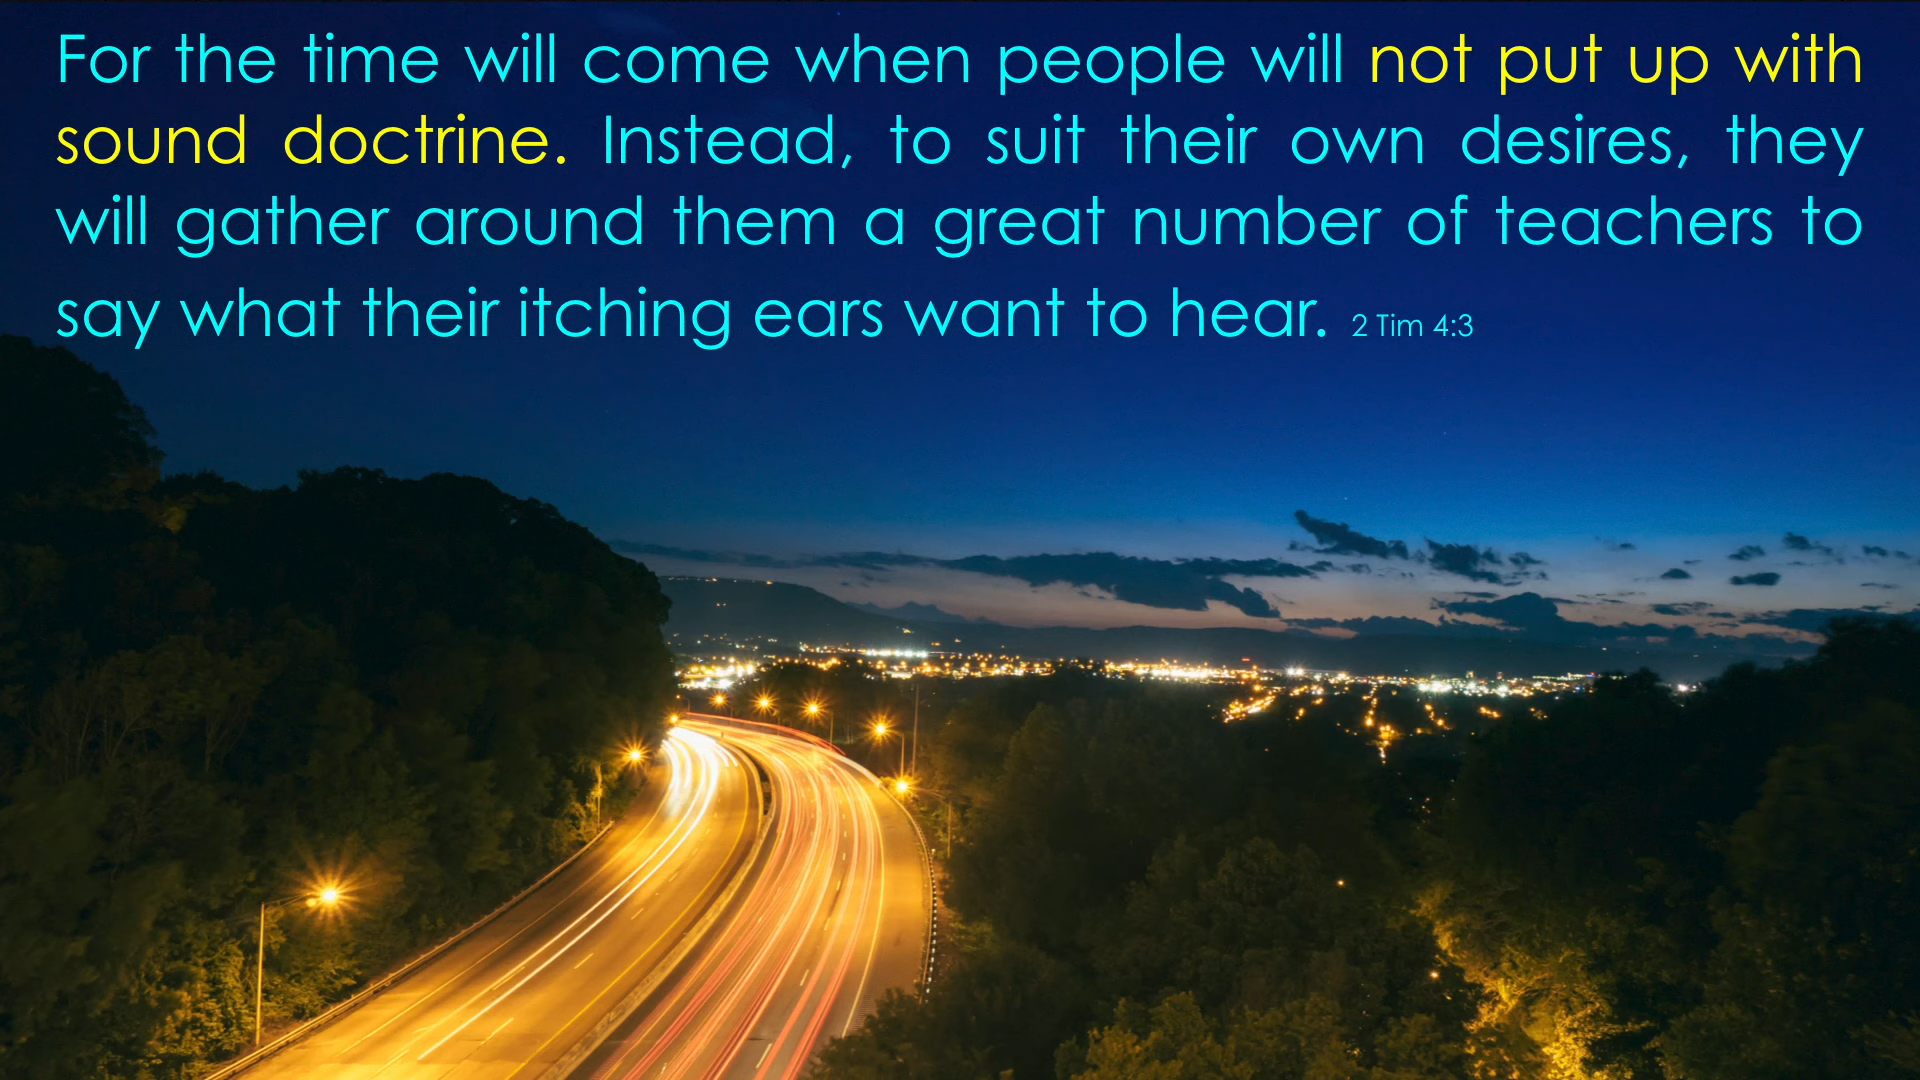 For the time will come when people will not put up with
sound doctrine. Instead, to suit their own desires, they
will gather around them a great number of teachers to
say what their itching ears want to hear. 2 Tim 4:3